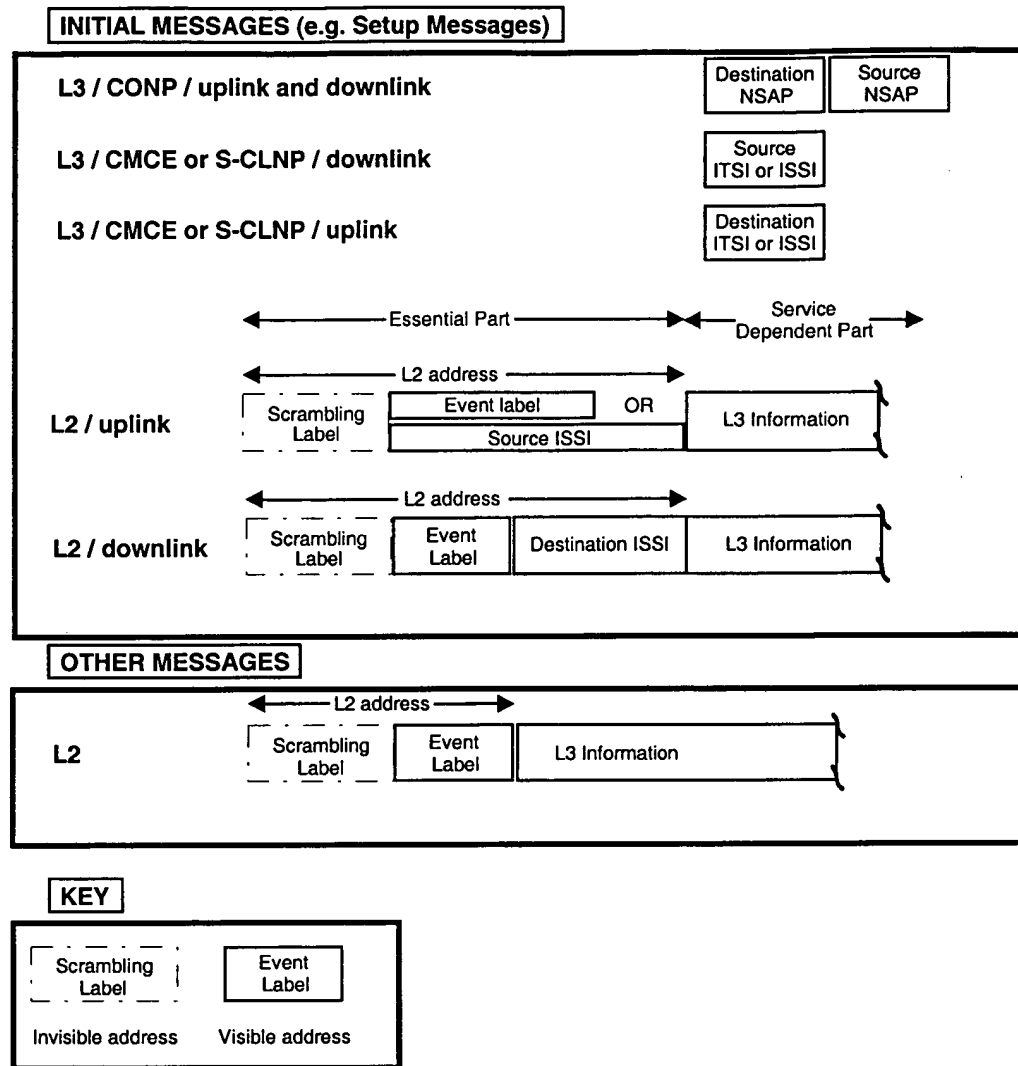 INITIAL MESSAGES (e.g. Setup Messages)
L3 / CONP / uplink and downlink
Destination
NSAP
Source
NSAP
L3 / CMCE or S-CLNP / downlink
Source
ITSI or ISSI
L3 / CMCE or S-CLNP / uplink
Destination
ITSI or ISSI
Essential Part
Service
Dependent Part
L2 address
L2 / uplink
Scrambling
Label
Event label
OR
Source ISSI
L3 Information
L2 address
L2 / downlink
Scrambling
Label
Event
Label
Destination ISSI
L3 Information
OTHER MESSAGES
L2 address
L2
Scrambling
Label
Event
Label
L3 Information
KEY
Scrambling
Label
Event
Label
Invisible address
Visible address